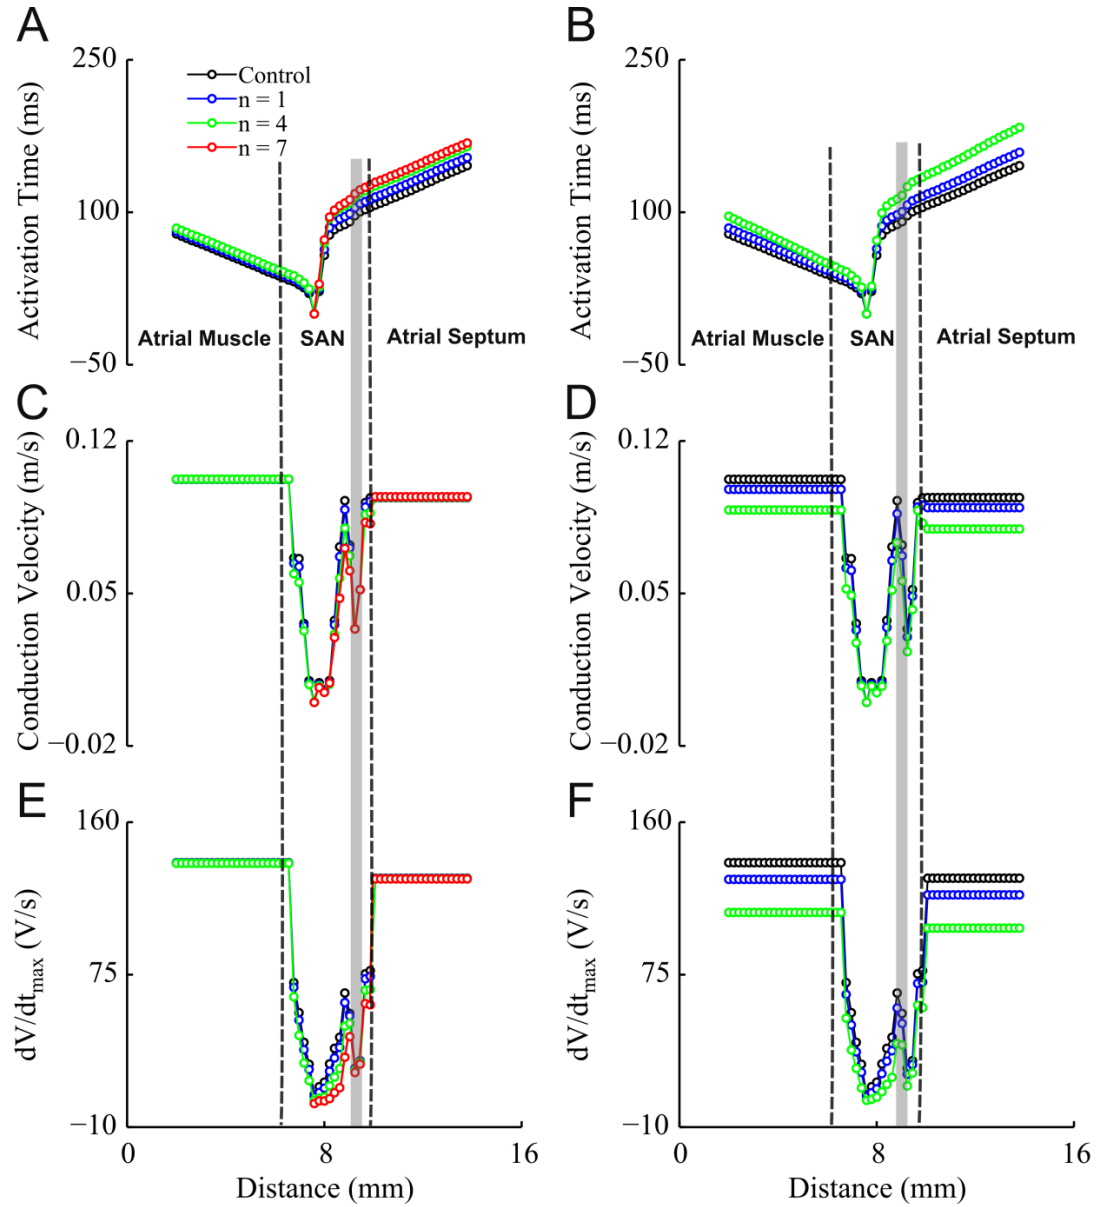 A
B
250
100
−50
Activation Time (ms)
Control
n = 1
n = 4
n = 7
Atrial Muscle
SAN
Atrial Septum
250
100
−50
Activation Time (ms)
Atrial Muscle
SAN
Atrial Septum
C
D
0.12
0.05
−0.02
Conduction Velocity (m/s)
0.12
0.05
−0.02
Conduction Velocity (m/s)
E
F
160
75
−10
dV/dtmax (V/s)
0
8
16
Distance (mm)
160
75
−10
dV/dtmax (V/s)
0
8
16
Distance (mm)